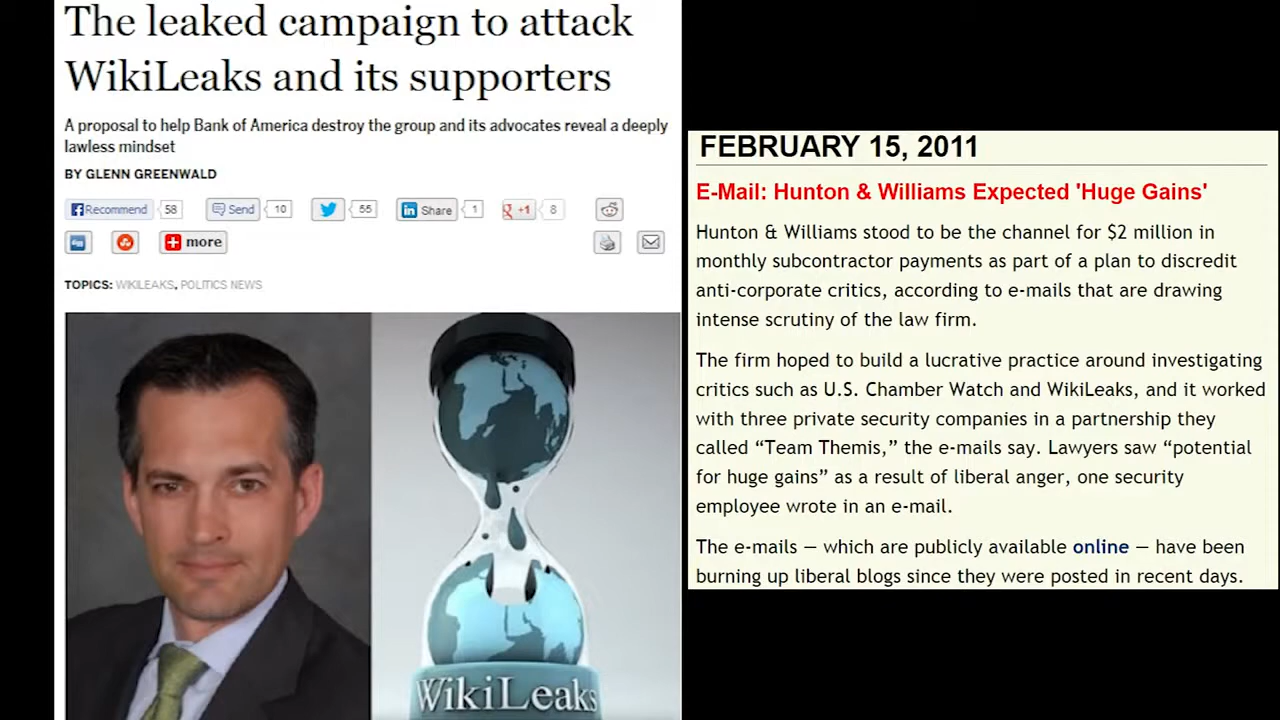 The leaked campaign to attack
WikiLeaks and its supporters
A proposal to help Bank of America destroy the group and its advocates reveal a deeply
lawless mindset
BY GLENN GREENWALD
Recommend 58 Send 10 55 Share 1 +1 8
more
TOPICS: WIKILEAKS, POLITICS NEWS
WikiLeaks
FEBRUARY 15, 2011
E-Mail: Hunton & Williams Expected 'Huge Gains'
Hunton & Williams stood to be the channel for $2 million in
monthly subcontractor payments as part of a plan to discredit
anti-corporate critics, according to e-mails that are drawing
intense scrutiny of the law firm.
The firm hoped to build a lucrative practice around investigating
critics such as U.S. Chamber Watch and WikiLeaks, and it worked
with three private security companies in a partnership they
called “Team Themis,” the e-mails say. Lawyers saw “potential
for huge gains” as a result of liberal anger, one security
employee wrote in an e-mail.
The e-mails — which are publicly available online — have been
burning up liberal blogs since they were posted in recent days.